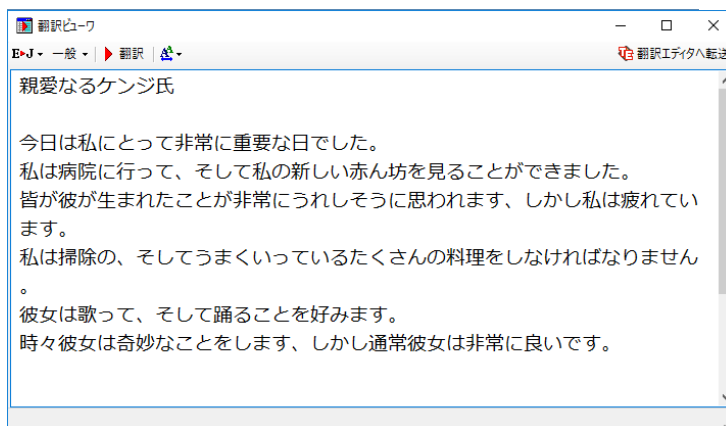 翻訳ビューワ
E▸J 一般 翻訳 翻訳エディタへ転送
親愛なるケンジ氏
今日は私にとって非常に重要な日でした。
私は病院に行って、そして私の新しい赤ん坊を見ることができました。
皆が彼が生まれたことが非常にうれしそうに思われます、しかし私は疲れてい
ます。
私は掃除の、そしてうまくいっているたくさんの料理をしなければなりません
。
彼女は歌って、そして踊ることを好みます。
時々彼女は奇妙なことをします、しかし通常彼女は非常に良いです。